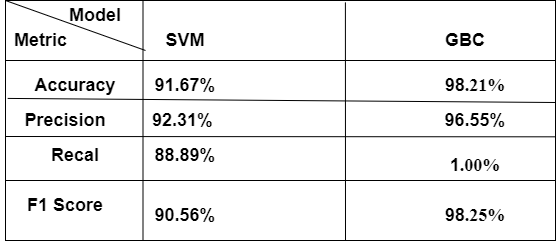 Model
Metric SVM GBC
Accuracy 91.67% 98.21%
Precision 92.31% 96.55%
Recal 88.89% 1.00%
F1 Score 90.56% 98.25%